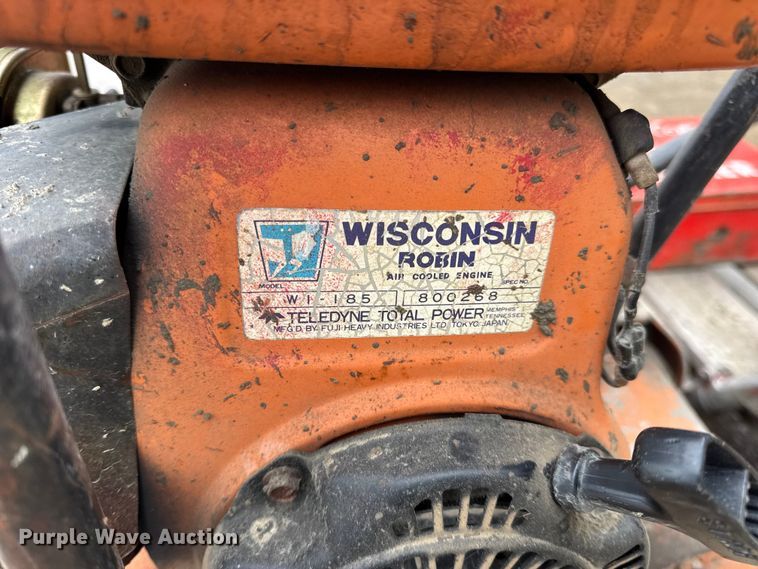 WISCONSIN
ROBIN
AIR COOLED ENGINE
MODEL SPEC NO.
W1-185 800268
TELEDYNE TOTAL POWER MEMPHIS TENNESSEE
MFG'D. BY FUJI HEAVY INDUSTRIES LTD. TOKYO, JAPAN
Purple Wave Auction